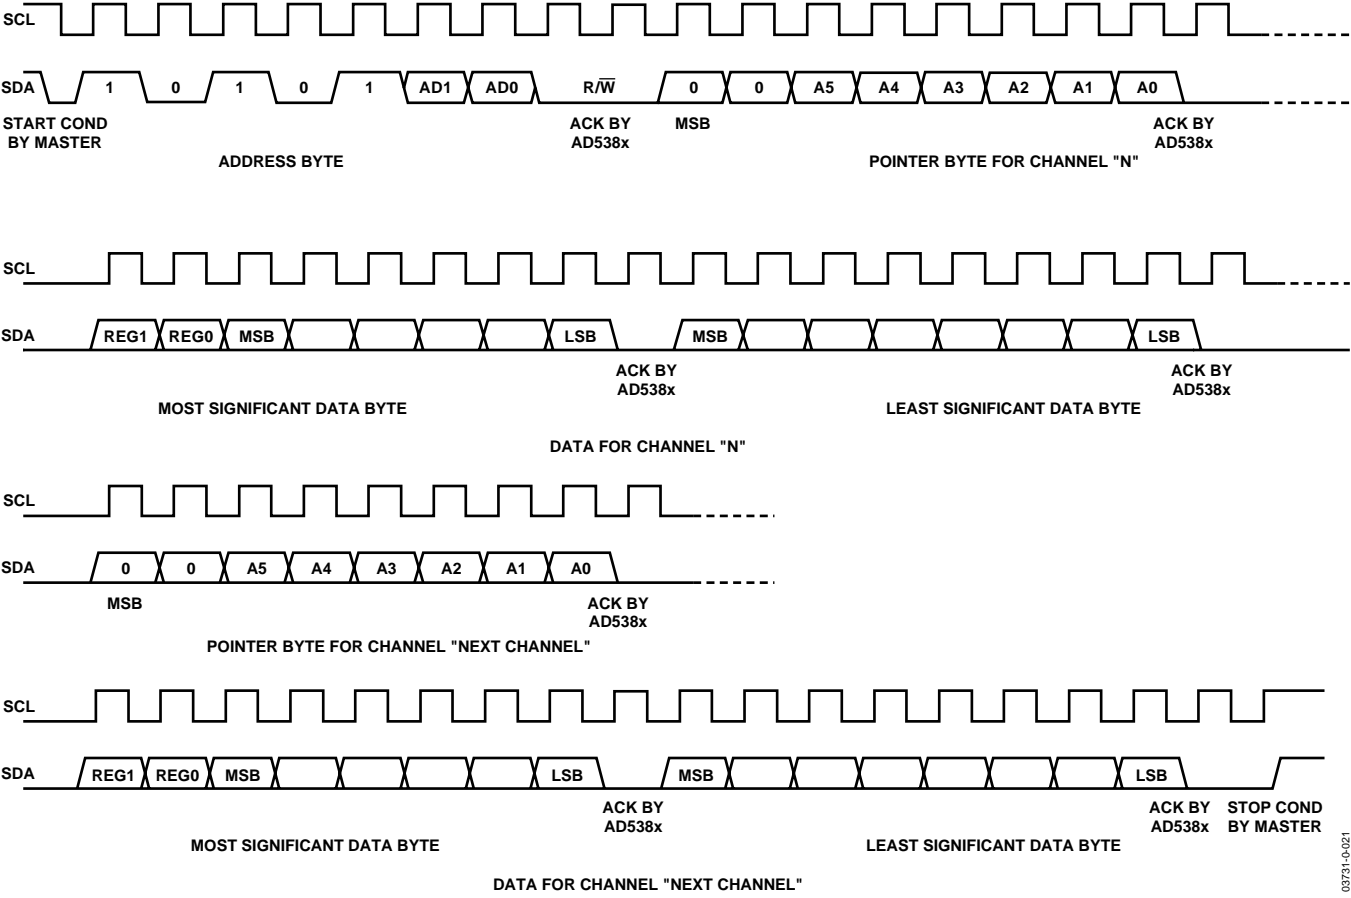 SCL
SDA 1 0 1 0 1 AD1 AD0 R/W̅ 0 0 A5 A4 A3 A2 A1 A0
START COND BY MASTER
ACK BY AD538x
MSB
ACK BY AD538x
ADDRESS BYTE
POINTER BYTE FOR CHANNEL "N"
SCL
SDA REG1 REG0 MSB LSB MSB LSB
ACK BY AD538x
ACK BY AD538x
MOST SIGNIFICANT DATA BYTE
LEAST SIGNIFICANT DATA BYTE
DATA FOR CHANNEL "N"
SCL
SDA 0 0 A5 A4 A3 A2 A1 A0
MSB
ACK BY AD538x
POINTER BYTE FOR CHANNEL "NEXT CHANNEL"
SCL
SDA REG1 REG0 MSB LSB MSB LSB
ACK BY AD538x
ACK BY AD538x
STOP COND BY MASTER
MOST SIGNIFICANT DATA BYTE
LEAST SIGNIFICANT DATA BYTE
DATA FOR CHANNEL "NEXT CHANNEL"
03731-0-021